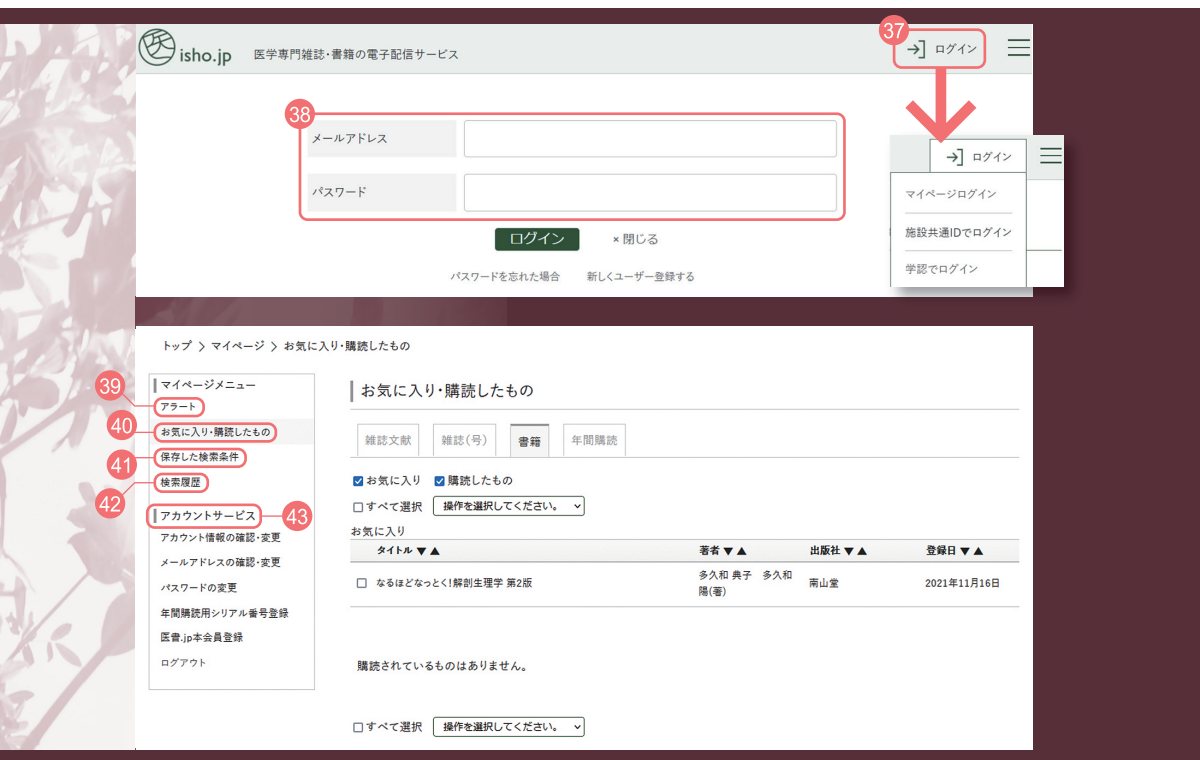 37
医 isho.jp 医学専門雑誌・書籍の電子配信サービス ログイン
38
メールアドレス
パスワード
ログイン ×閉じる
パスワードを忘れた場合 新しくユーザー登録する
ログイン
マイページログイン
施設共通IDでログイン
学認でログイン
トップ 〉 マイページ 〉 お気に入り・購読したもの
39
マイページメニュー
アラート
40
お気に入り・購読したもの
41
保存した検索条件
42
検索履歴
アカウントサービス 43
アカウント情報の確認・変更
メールアドレスの確認・変更
パスワードの変更
年間購読用シリアル番号登録
医書.jp本会員登録
ログアウト
お気に入り・購読したもの
雑誌文献 雑誌(号) 書籍 年間購読
お気に入り 購読したもの
すべて選択 操作を選択してください。
お気に入り
タイトル ▼▲ 著者 ▼▲ 出版社 ▼▲ 登録日 ▼▲
なるほどなっとく!解剖生理学 第2版 多久和 典子 多久和 陽(著) 南山堂 2021年11月16日
購読されているものはありません。
すべて選択 操作を選択してください。